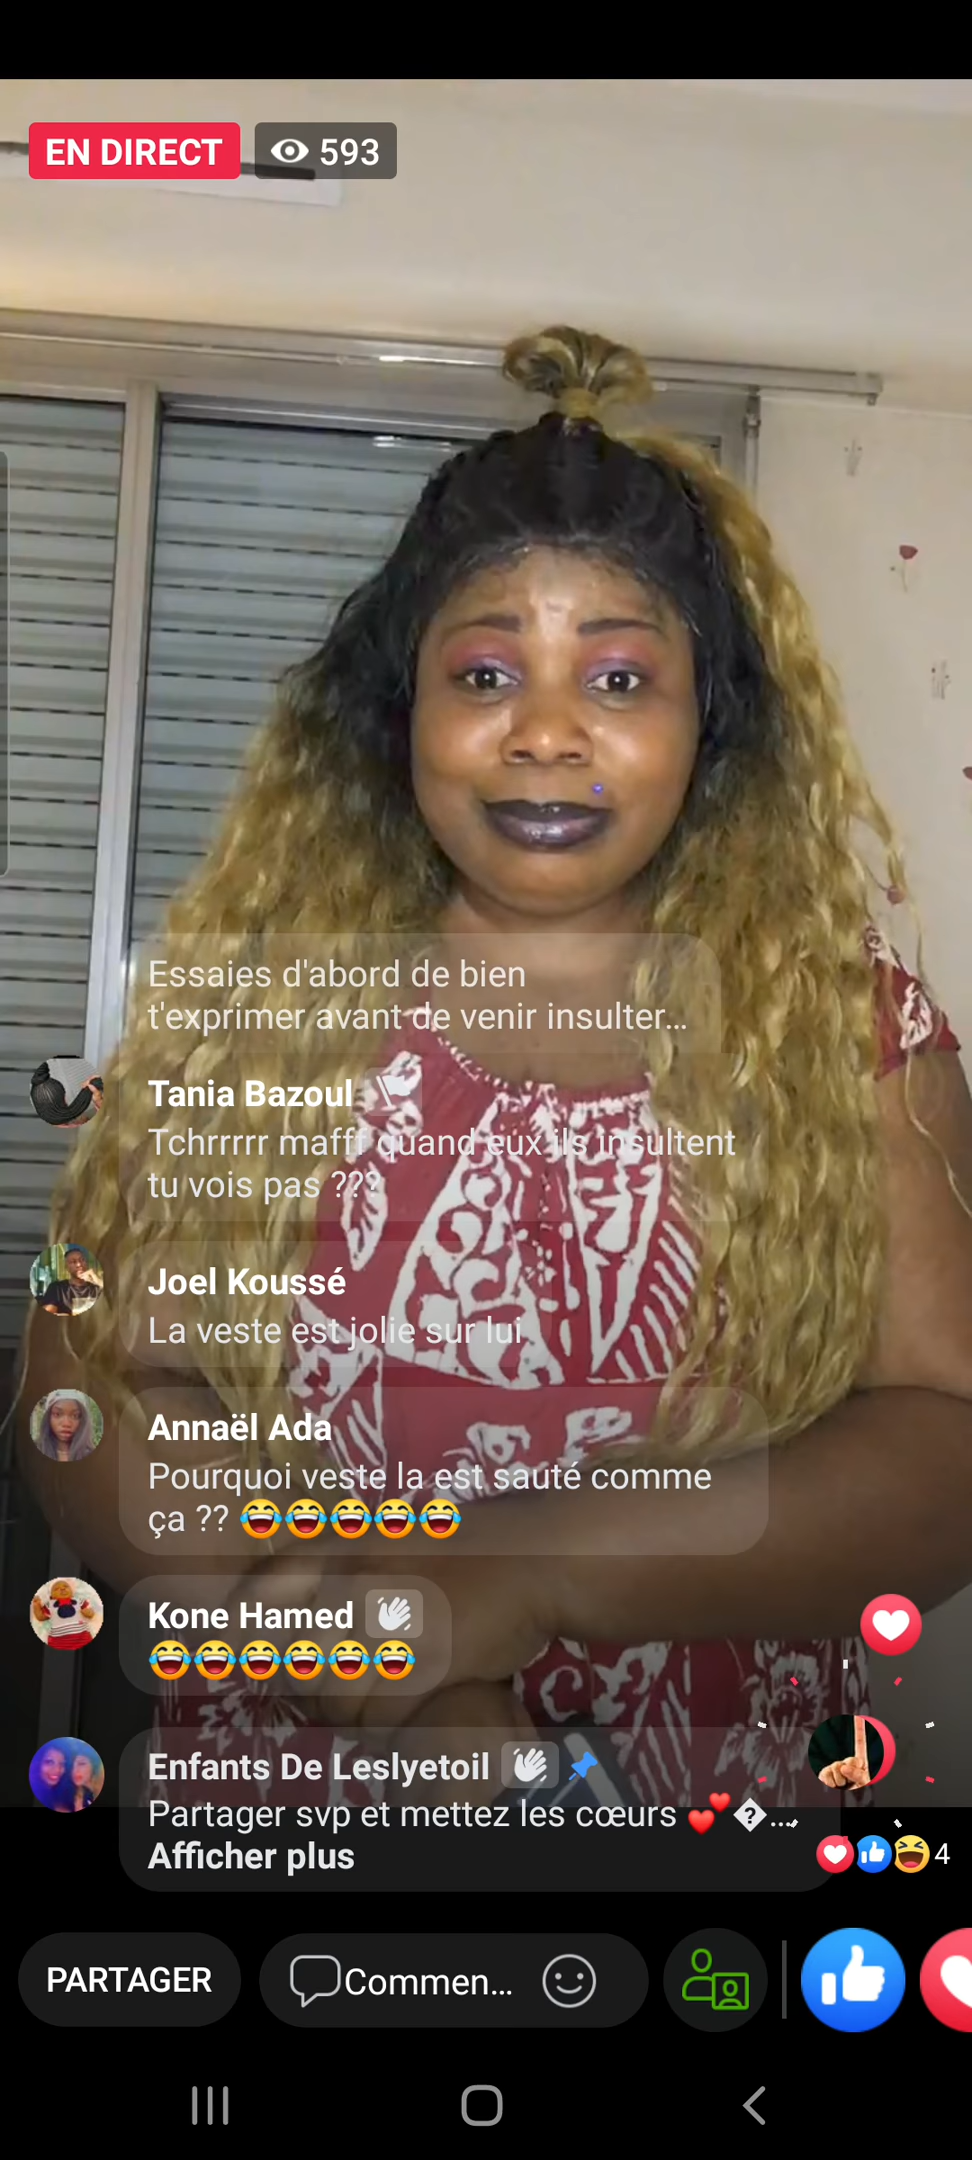 EN DIRECT 593
Essaies d'abord de bien
t'exprimer avant de venir insulter...
Tania Bazoul
Tchrrrrr mafff quand eux ils insultent
tu vois pas ???
Joel Koussé
La veste est jolie sur lui
Annaël Ada
Pourquoi veste la est sauté comme
ça ?? 😂😂😂😂😂
Kone Hamed
😂😂😂😂😂😂
Enfants De Leslyetoil
Partager svp et mettez les cœurs 💕�...
Afficher plus
4
PARTAGER
Commen...